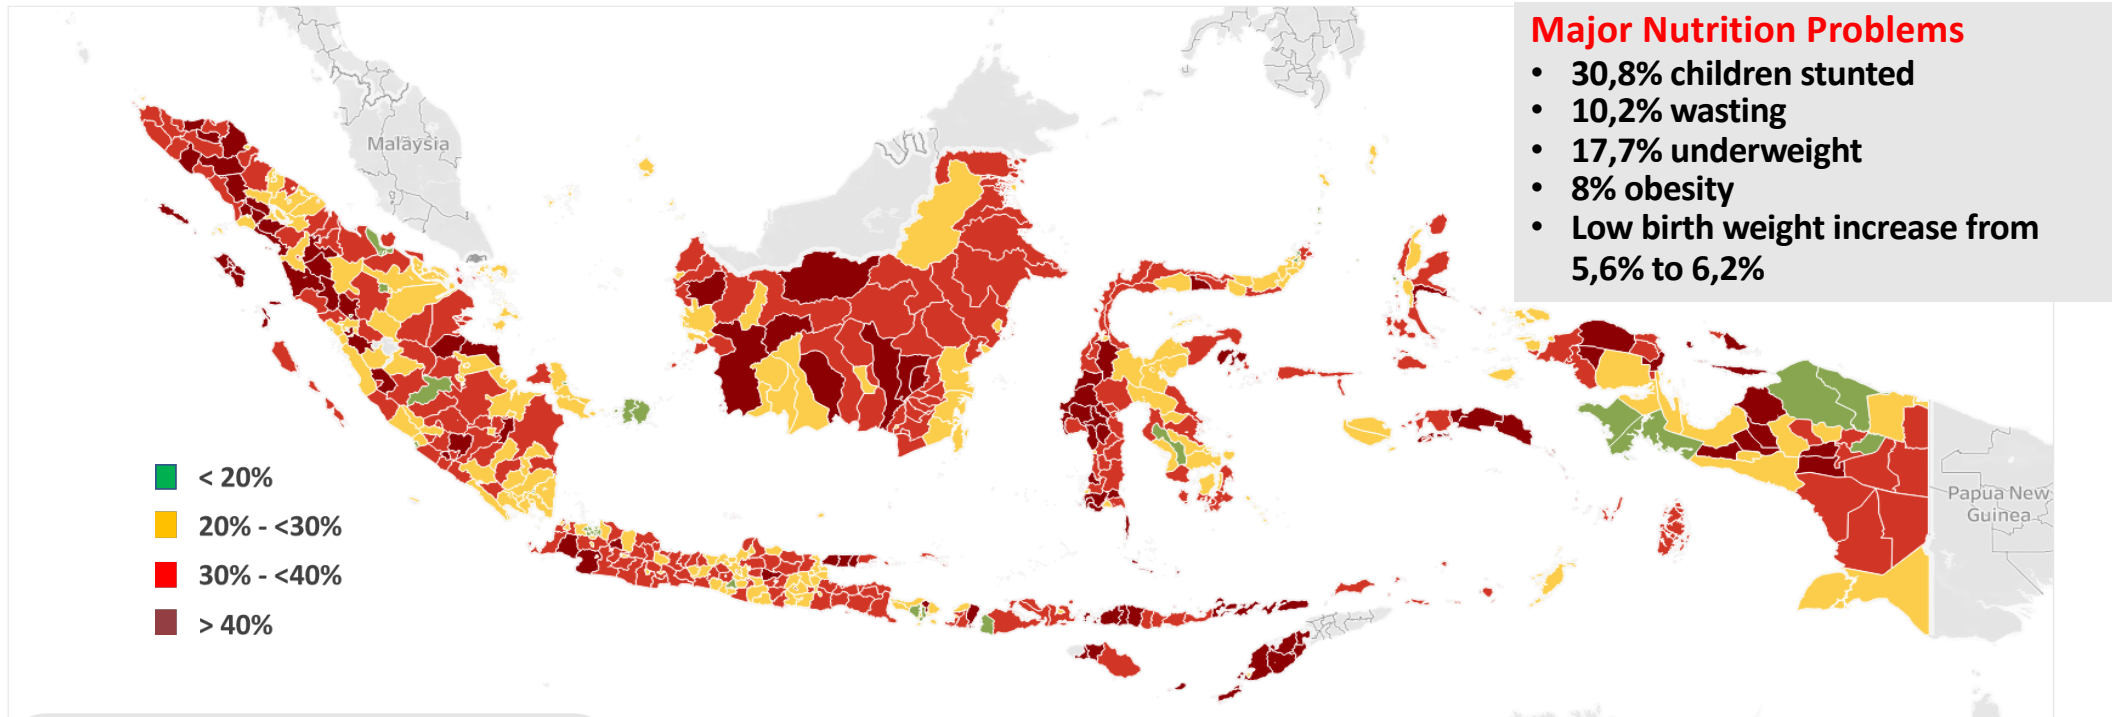 Major Nutrition Problems
• 30,8% children stunted
• 10,2% wasting
• 17,7% underweight
• 8% obesity
• Low birth weight increase from
5,6% to 6,2%
Malaysia
< 20%
20% - <30%
30% - <40%
> 40%
Papua New
Guinea